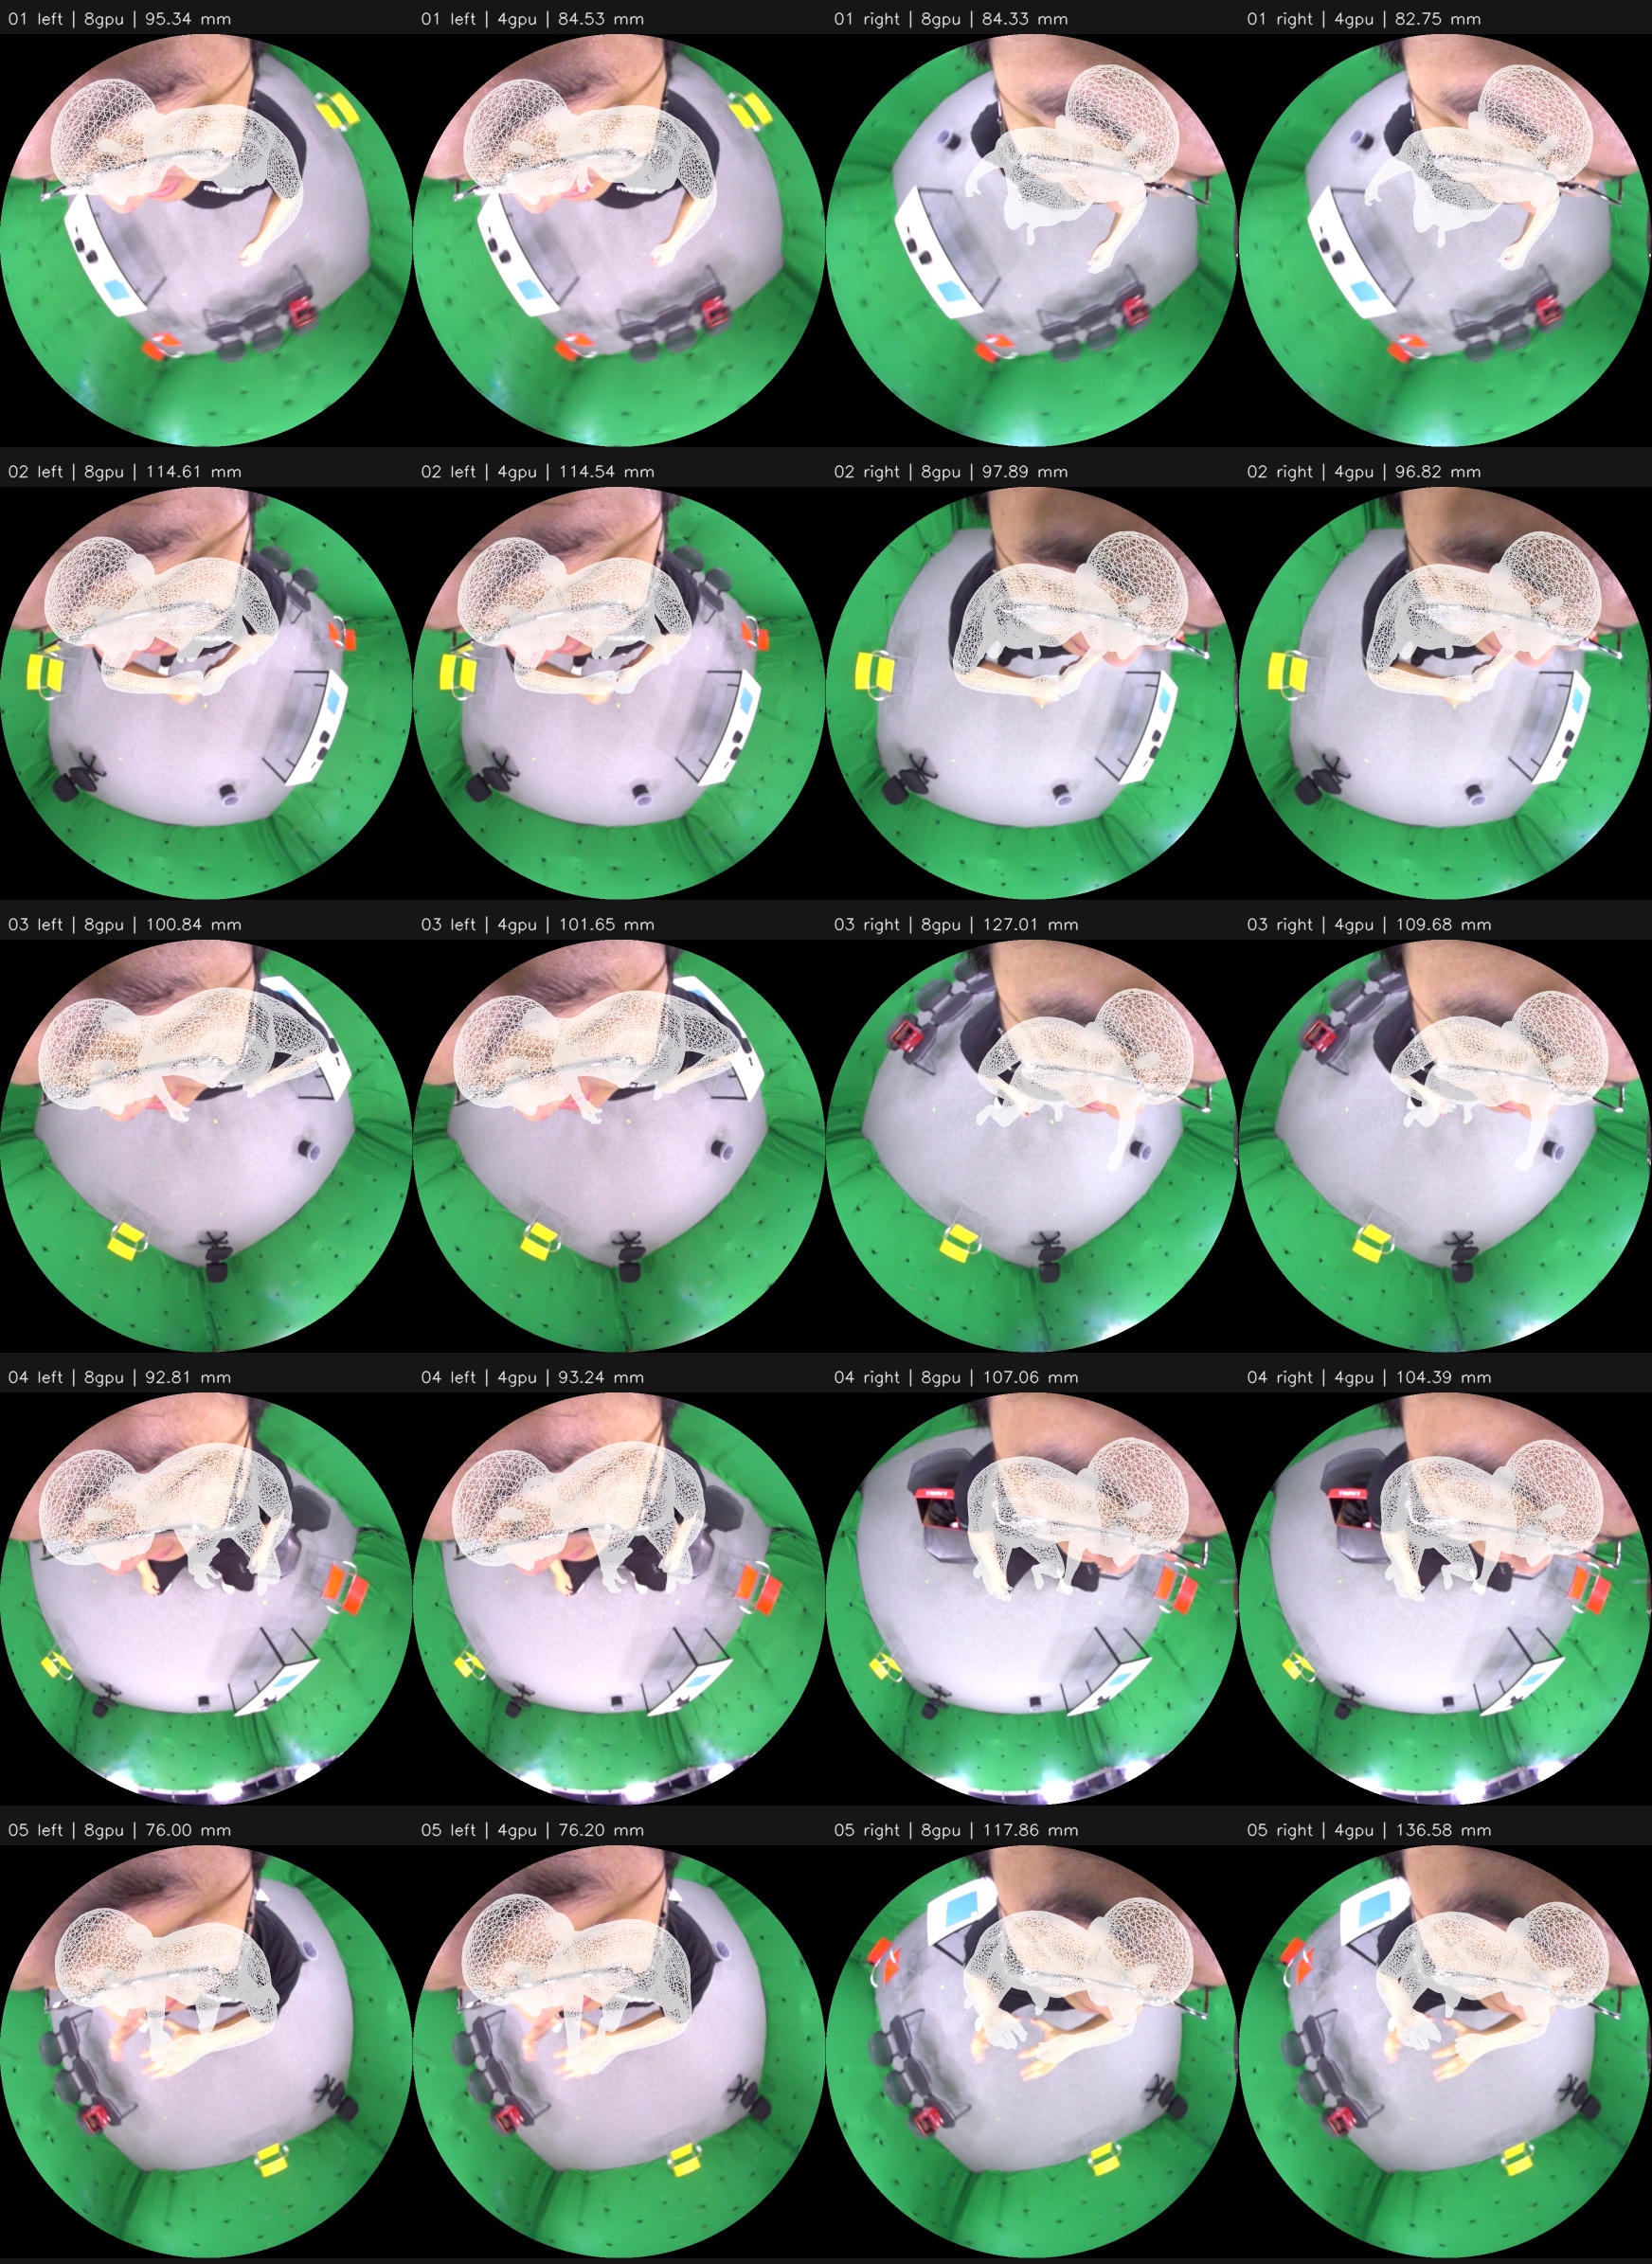 01 left | 8gpu | 95.34 mm
01 left | 4gpu | 84.53 mm
01 right | 8gpu | 84.33 mm
01 right | 4gpu | 82.75 mm
02 left | 8gpu | 114.61 mm
02 left | 4gpu | 114.54 mm
02 right | 8gpu | 97.89 mm
02 right | 4gpu | 96.82 mm
03 left | 8gpu | 100.84 mm
03 left | 4gpu | 101.65 mm
03 right | 8gpu | 127.01 mm
03 right | 4gpu | 109.68 mm
04 left | 8gpu | 92.81 mm
04 left | 4gpu | 93.24 mm
04 right | 8gpu | 107.06 mm
04 right | 4gpu | 104.39 mm
05 left | 8gpu | 76.00 mm
05 left | 4gpu | 76.20 mm
05 right | 8gpu | 117.86 mm
05 right | 4gpu | 136.58 mm